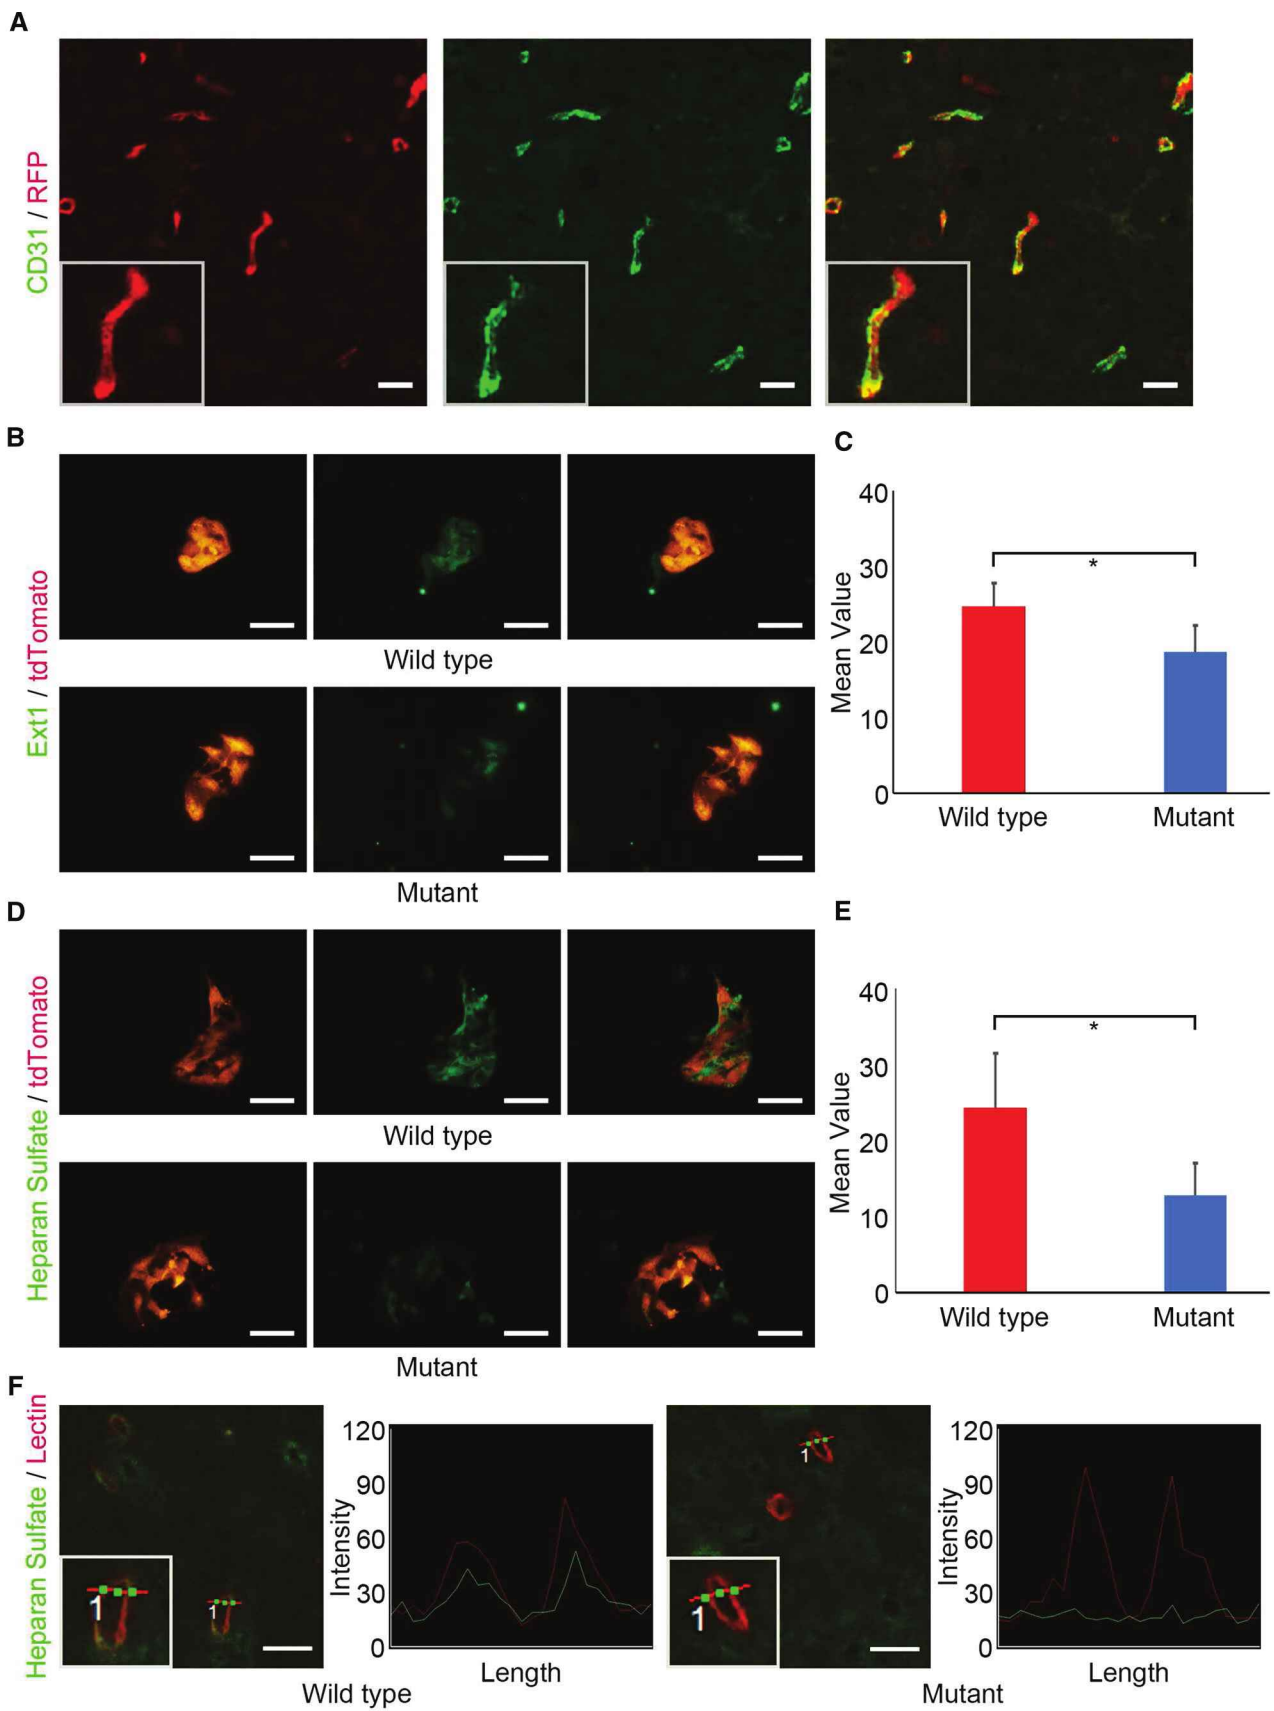 A
CD31 / RFP
B
Ext1 / tdTomato
Wild type
Mutant
C
Mean Value
40
30
20
10
0
*
Wild type
Mutant
D
Heparan Sulfate / tdTomato
Wild type
Mutant
E
Mean Value
40
30
20
10
0
*
Wild type
Mutant
F
Heparan Sulfate / Lectin
1
1
Intensity
120
90
60
30
0
Length
Wild type
1
1
Intensity
120
90
60
30
0
Length
Mutant